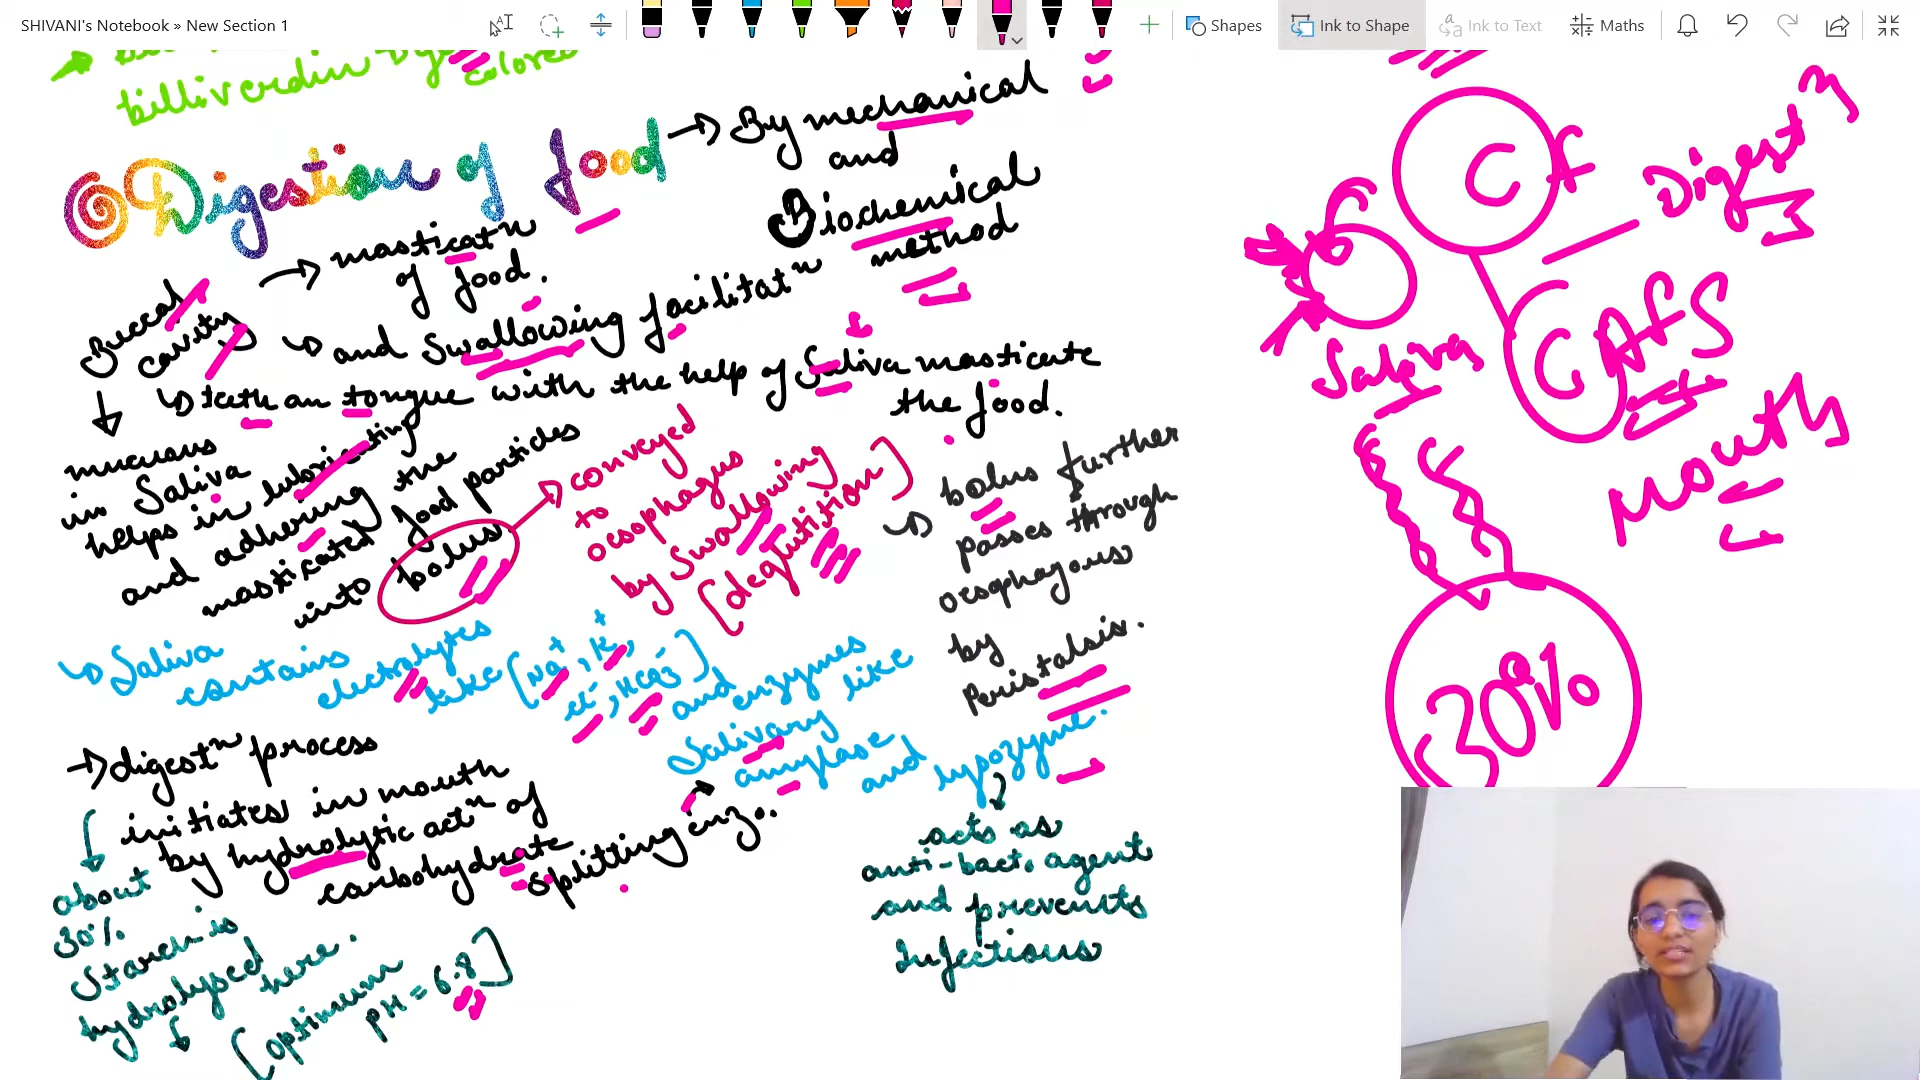 SHIVANI's Notebook » New Section 1
Shapes
Ink to Shape
Ink to Text
Maths
billiverdin
colored
Digestion of food → By mechanical
and
Biochemical
method
Buccal
cavity
→ masticatⁿ
of food.
↳ and Swallowing facilitatⁿ
↳ teeth an tongue with the help of Saliva masticate
the food.
mucuous
in Saliva
helps in lubricating
and adhering the
masticated food particles
into bolus
→ conveyed
to
oesophagus
by Swallowing
[deglutition]
↳ bolus further
passes through
oesophagous
by
Peristalsis.
↳ Saliva
contains
electrolytes
like [Na⁺, K⁺,
Cl⁻, HCO₃⁻]
and enzymes
like
Salivary
amylase
and lysozyme.
acts as
anti-bact. agent
and prevents
Infections
→ digestⁿ process
initiates in mouth
by hydrolytic actⁿ of
carbohydrate
splitting enz.
about
30%
Starch is
hydrolysed
here.
[optimum
pH = 6.8]
C
Digestⁿ
Saliva
Mouth
30%